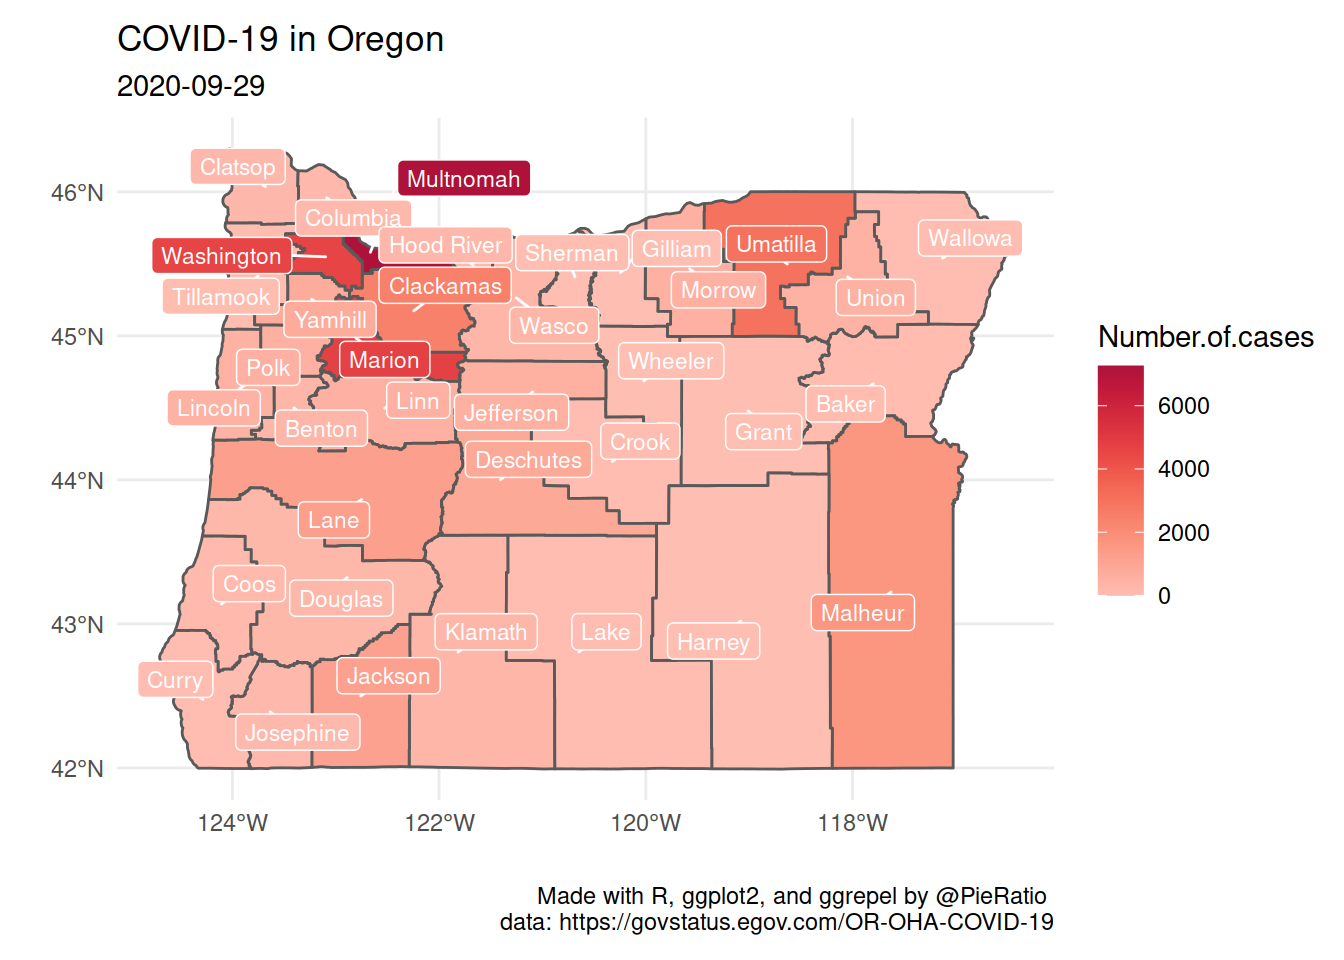 COVID-19 in Oregon
2020-09-29
46°N
45°N
44°N
43°N
42°N
Clatsop
Multnomah
Columbia
Washington
Hood River
Sherman
Gilliam
Umatilla
Wallowa
Tillamook
Clackamas
Morrow
Union
Yamhill
Wasco
Polk
Marion
Wheeler
Lincoln
Linn
Jefferson
Baker
Benton
Crook
Grant
Deschutes
Lane
Coos
Douglas
Malheur
Klamath
Lake
Harney
Curry
Jackson
Josephine
124°W
122°W
120°W
118°W
Number.of.cases
6000
4000
2000
0
Made with R, ggplot2, and ggrepel by @PieRatio
data: https://govstatus.egov.com/OR-OHA-COVID-19